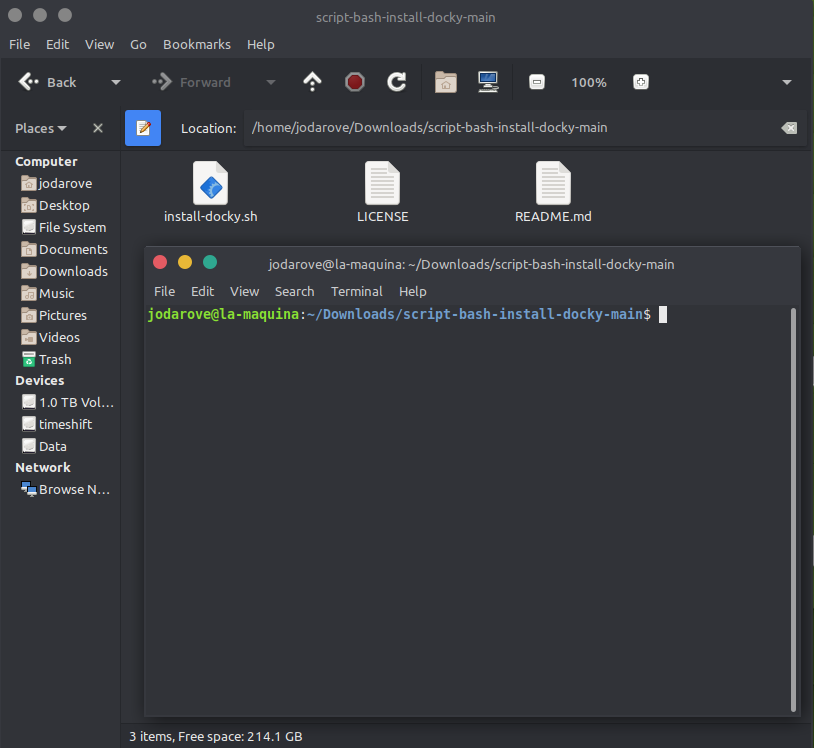 script-bash-install-docky-main
File Edit View Go Bookmarks Help
Back Forward 100%
Places Location: /home/jodarove/Downloads/script-bash-install-docky-main
Computer
jodarove
Desktop
File System
Documents
Downloads
Music
Pictures
Videos
Trash
Devices
1.0 TB Vol...
timeshift
Data
Network
Browse N...
install-docky.sh LICENSE README.md
jodarove@la-maquina: ~/Downloads/script-bash-install-docky-main
File Edit View Search Terminal Help
jodarove@la-maquina:~/Downloads/script-bash-install-docky-main$
3 items, Free space: 214.1 GB